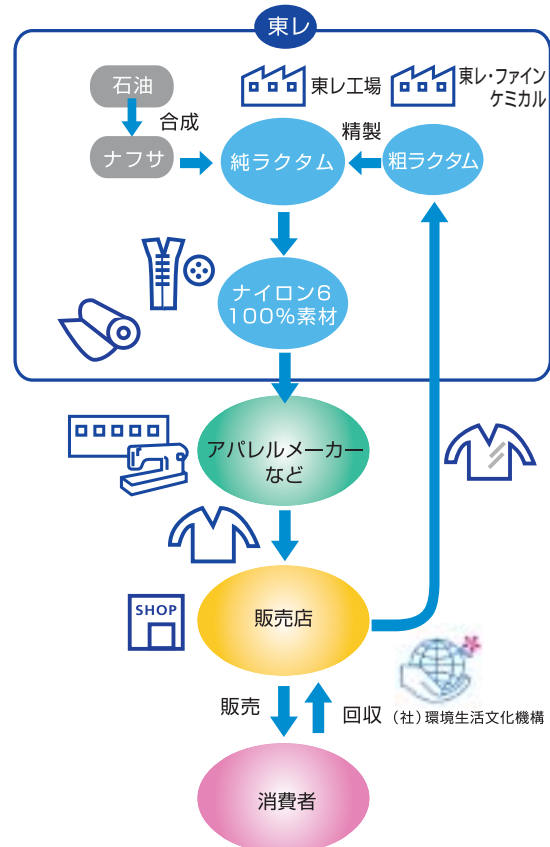 東レ
石油
合成
ナフサ
東レ工場
東レ・ファイン
ケミカル
純ラクタム
精製
粗ラクタム
ナイロン6
100%素材
アパレルメーカー
など
SHOP
販売店
販売
回収
(社)環境生活文化機構
消費者